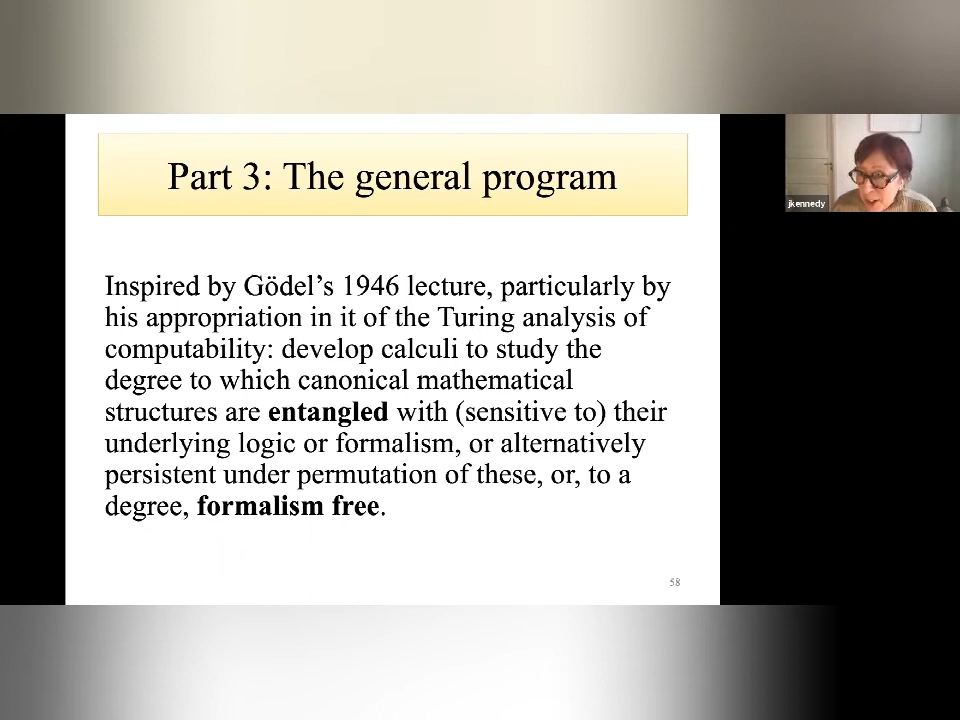 Part 3: The general program
jkennedy
Inspired by Gödel’s 1946 lecture, particularly by
his appropriation in it of the Turing analysis of
computability: develop calculi to study the
degree to which canonical mathematical
structures are entangled with (sensitive to) their
underlying logic or formalism, or alternatively
persistent under permutation of these, or, to a
degree, formalism free.
58